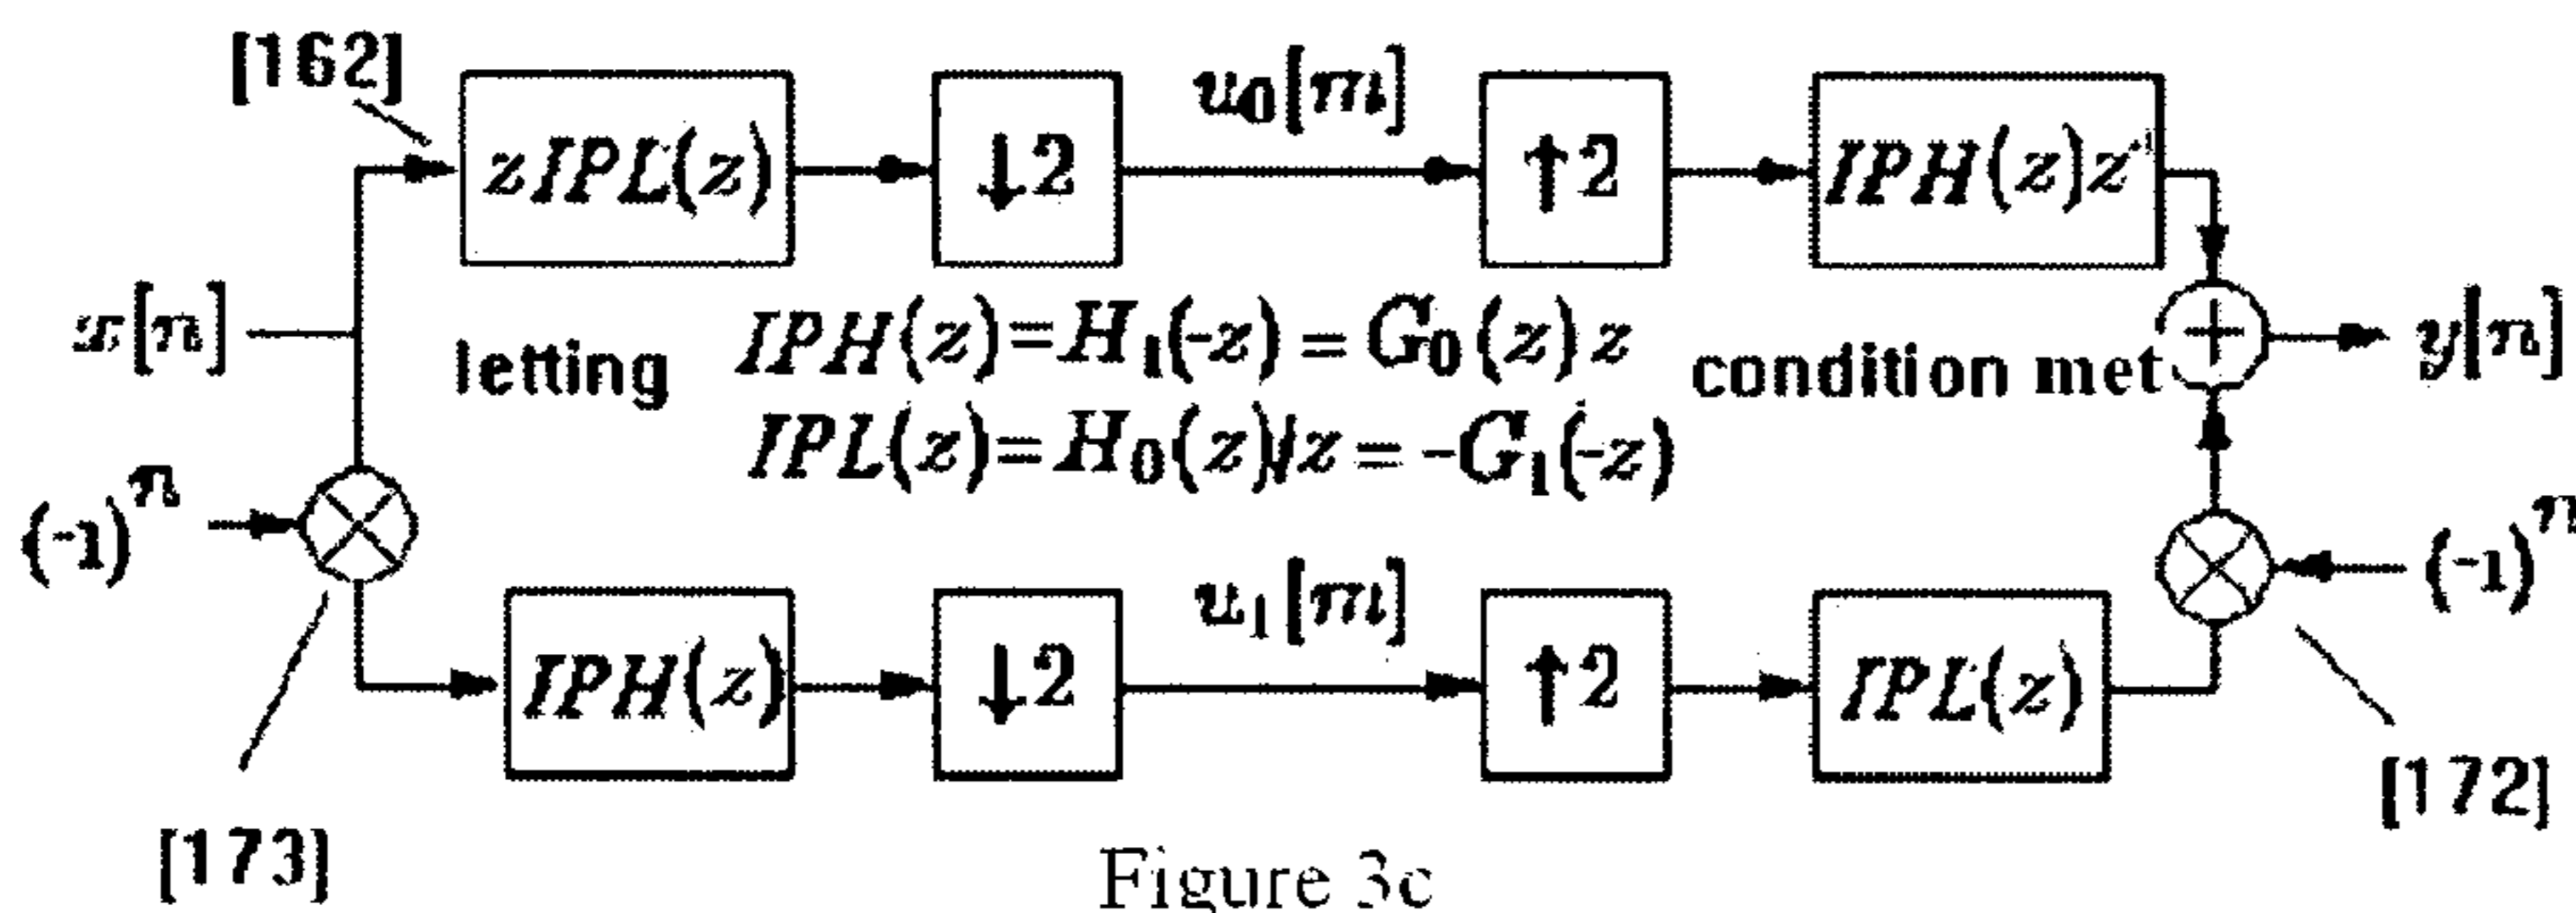 [162]
zIPL(z)
↓2
u₀[m]
↑2
IPH(z)z⁻¹
x[n]
letting
IPH(z)=H₁(-z) = G₀(z) z
IPL(z)=H₀(z)/z = -G₁(-z)
condition met
+
y[n]
(-1)ⁿ
(-1)ⁿ
IPH(z)
↓2
u₁[m]
↑2
IPL(z)
[173]
[172]
Figure 3c